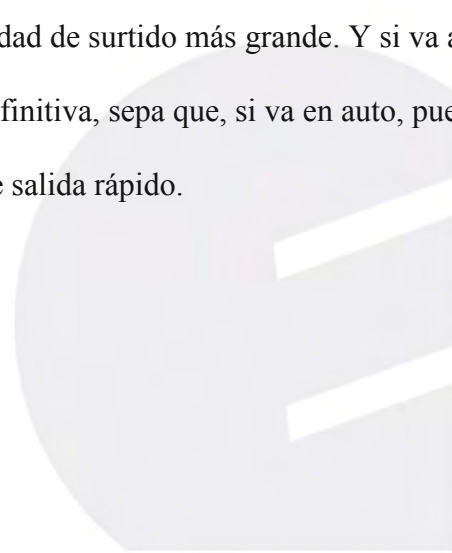 dad de surtido más grande. Y si va a
finitiva, sepa que, si va en auto, pue
e salida rápido.